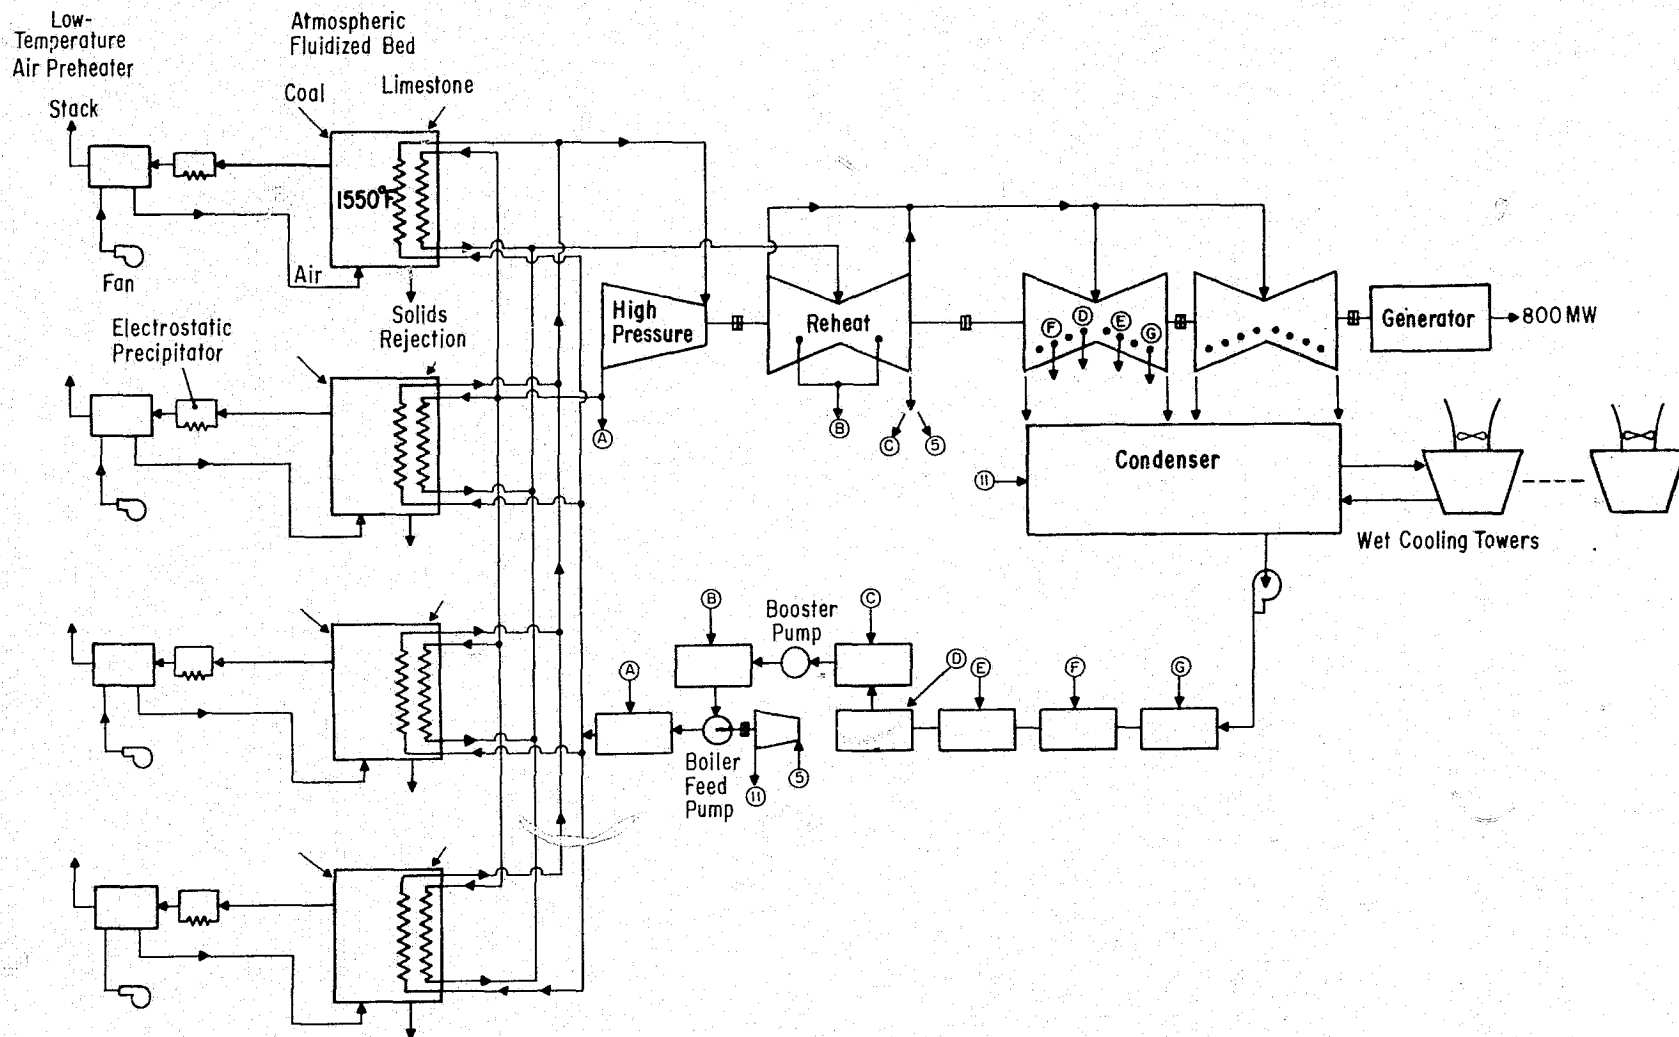 Low-
Temperature
Air Preheater
Stack
Atmospheric
Fluidized Bed
Coal
Limestone
1550°F
Fan
Air
Solids
Rejection
Electrostatic
Precipitator
High
Pressure
Reheat
F
D
E
G
Generator
800 MW
A
B
C
5
11
Condenser
Wet Cooling Towers
B
Booster
Pump
C
A
D
E
F
G
Boiler
Feed
Pump
11
5